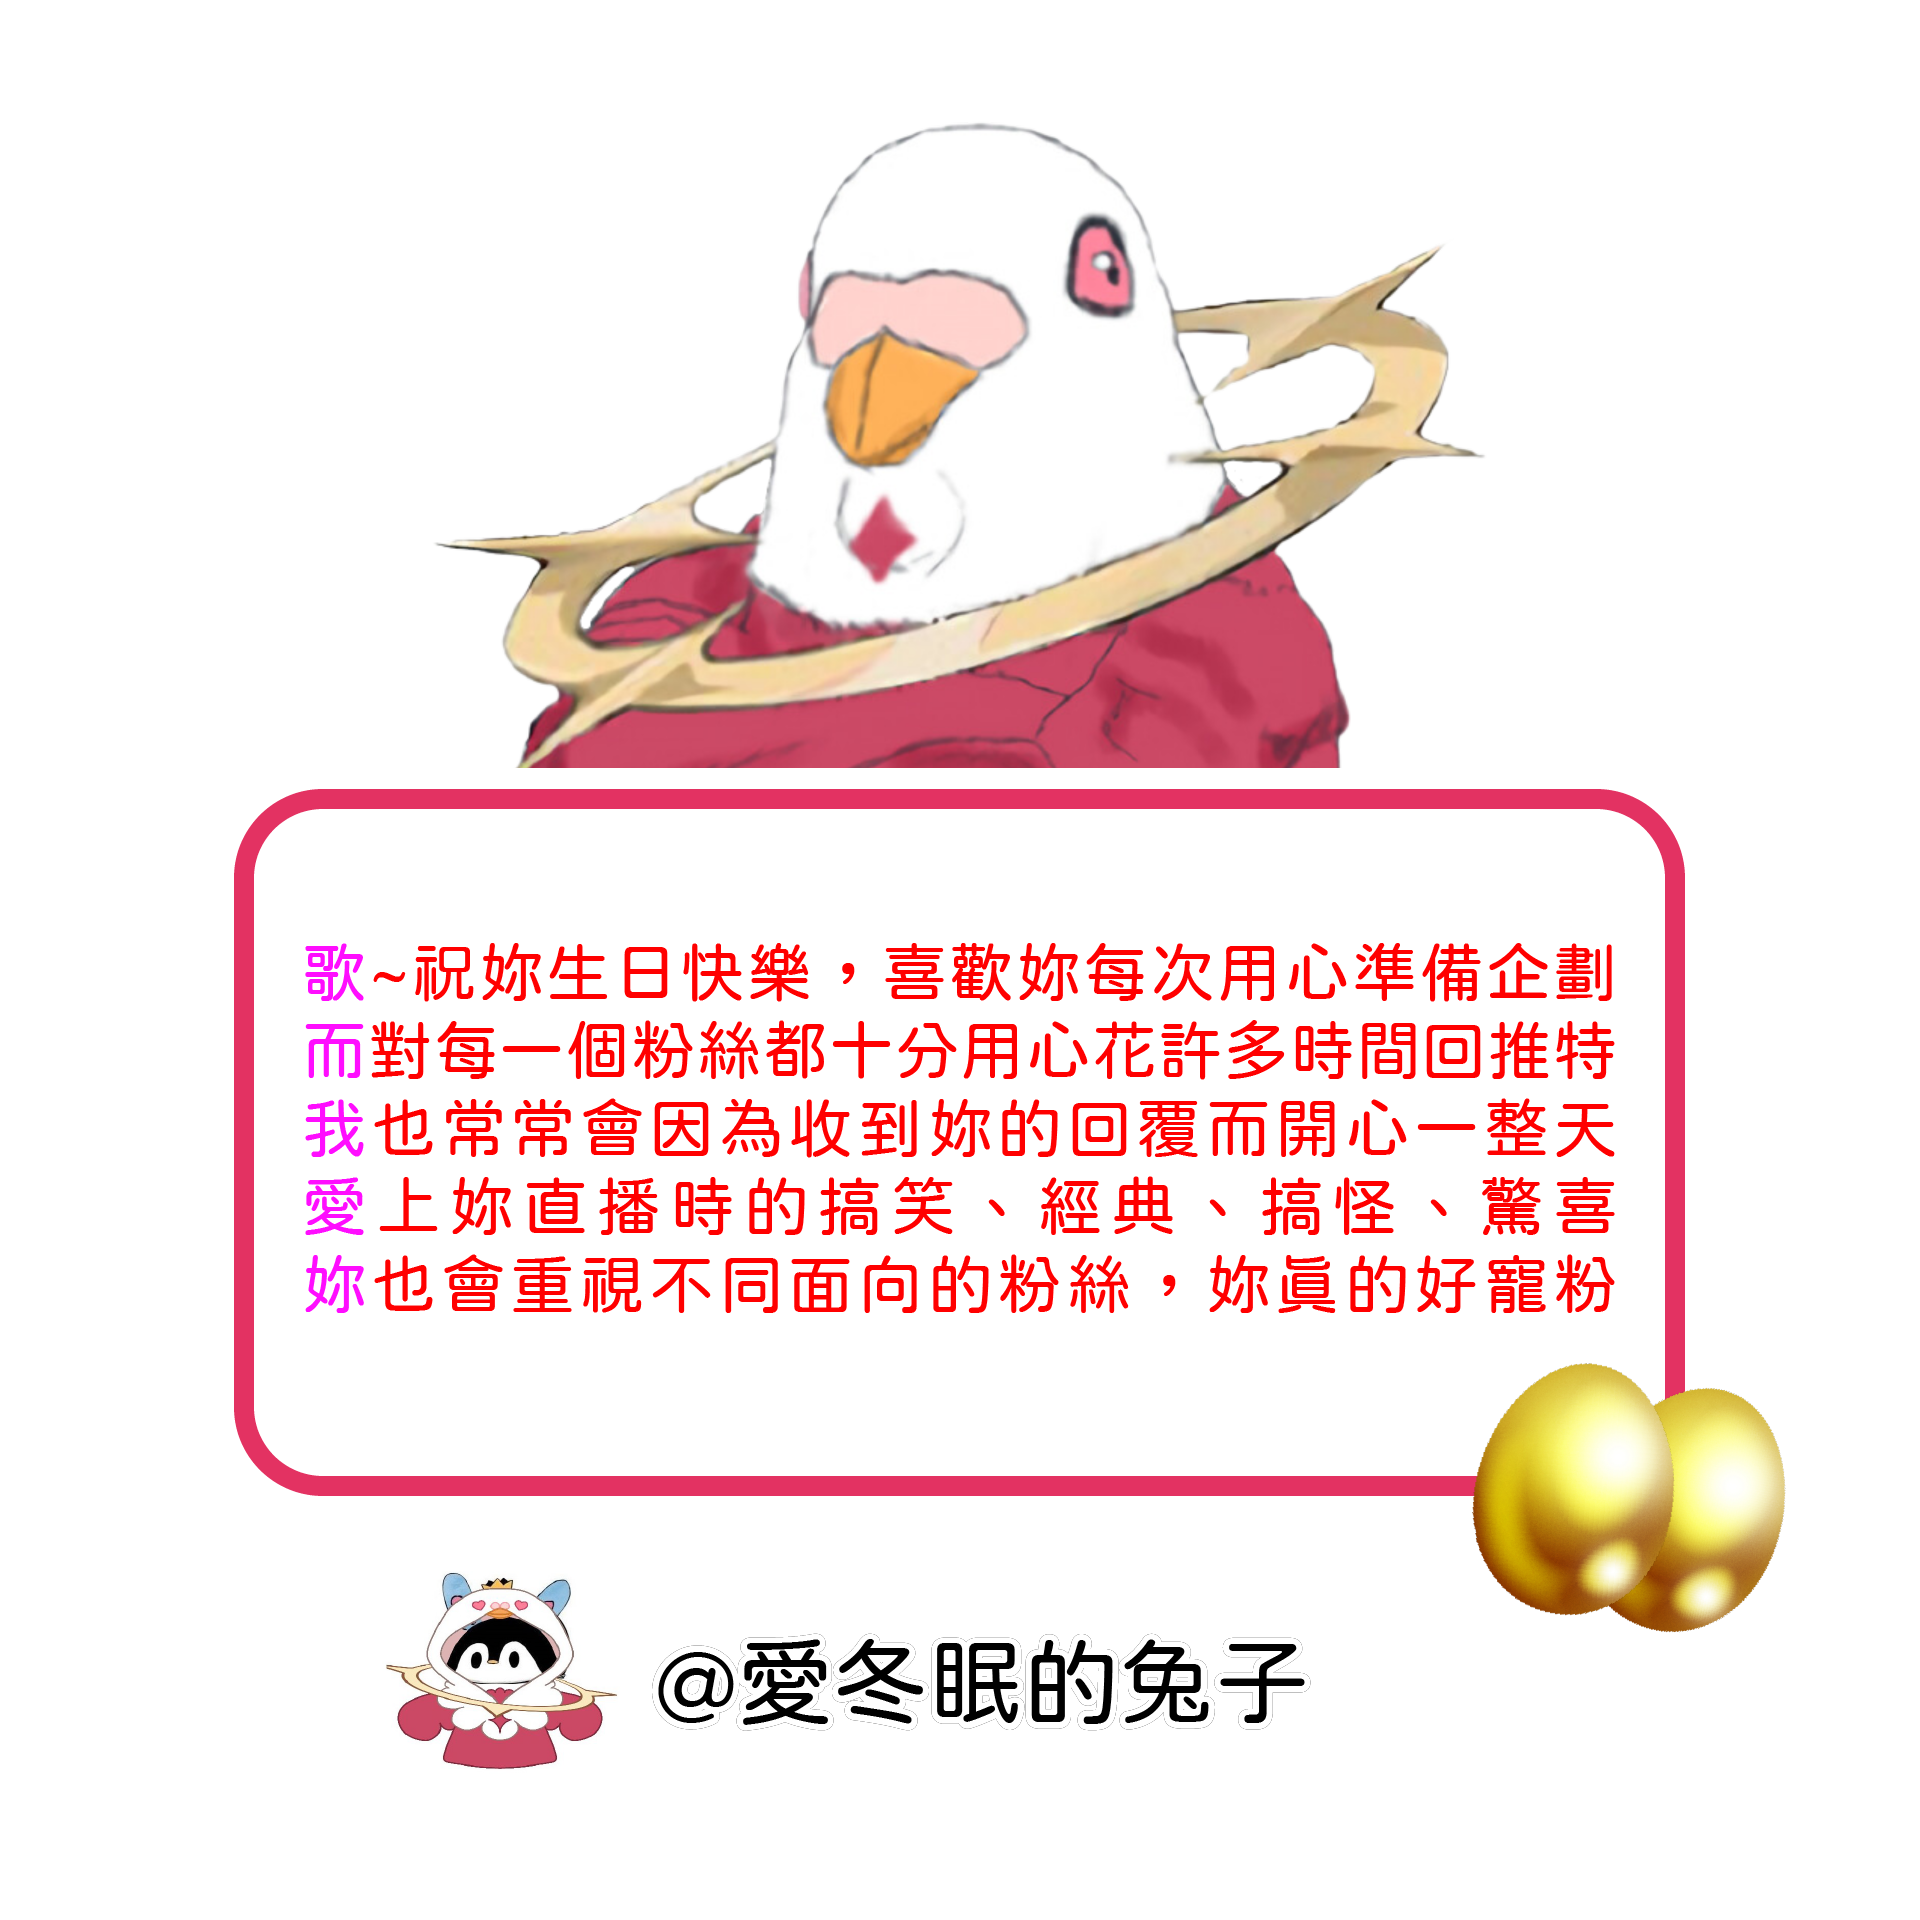 歌~祝妳生日快樂，喜歡妳每次用心準備企劃
而對每一個粉絲都十分用心花許多時間回推特
我也常常會因為收到妳的回覆而開心一整天
愛上妳直播時的搞笑、經典、搞怪、驚喜
妳也會重視不同面向的粉絲，妳真的好寵粉
@愛冬眠的兔子